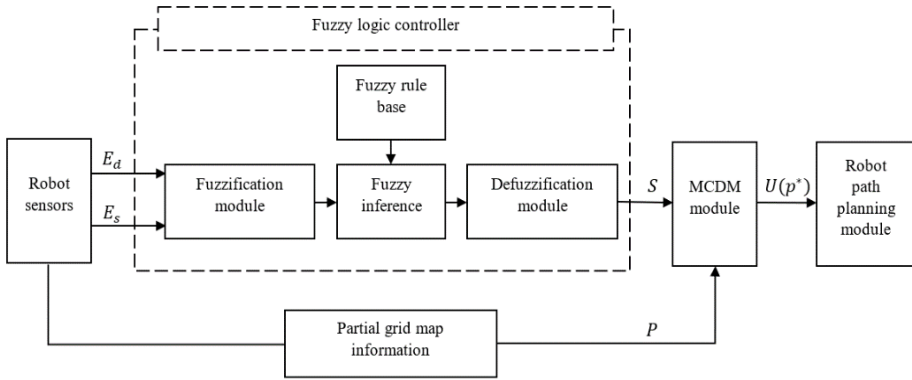 Fuzzy logic controller
Fuzzy rule
base
Robot
sensors
E_d
E_s
Fuzzification
module
Fuzzy
inference
Defuzzification
module
S
MCDM
module
U(p*)
Robot
path
planning
module
Partial grid map
information
P